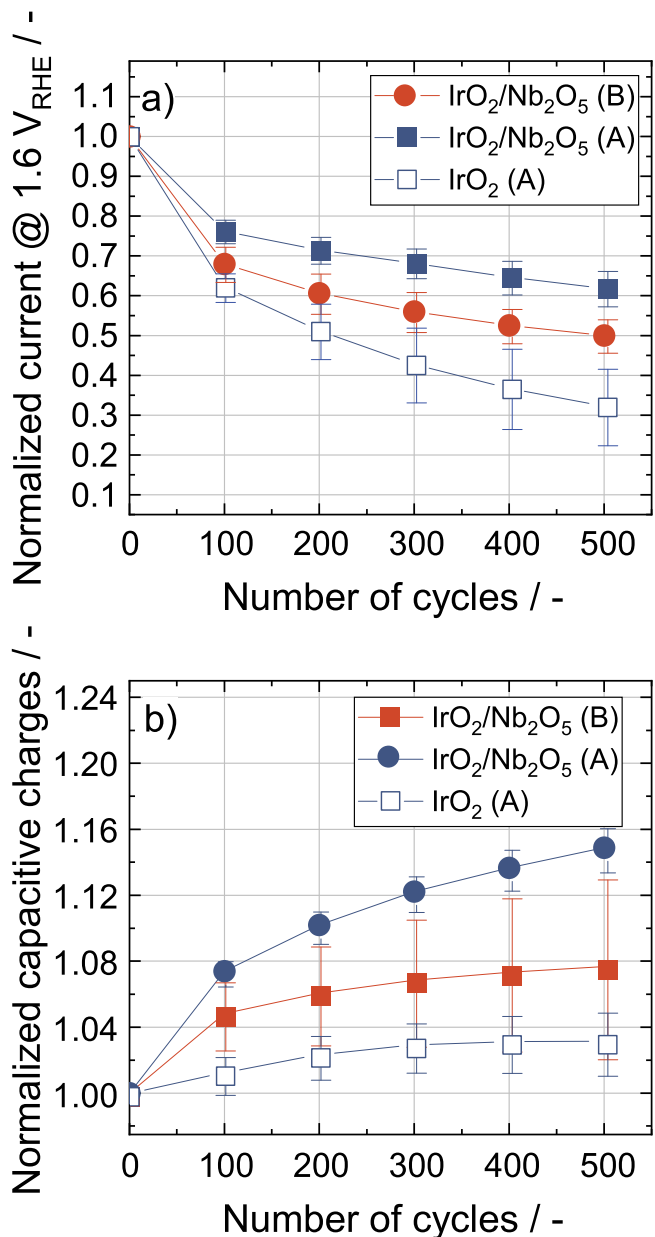 Normalized current @ 1.6 V_RHE / -
a)
IrO₂/Nb₂O₅ (B)
IrO₂/Nb₂O₅ (A)
IrO₂ (A)
1.1
1.0
0.9
0.8
0.7
0.6
0.5
0.4
0.3
0.2
0.1
0 100 200 300 400 500
Number of cycles / -
Normalized capacitive charges / -
b)
IrO₂/Nb₂O₅ (B)
IrO₂/Nb₂O₅ (A)
IrO₂ (A)
1.24
1.20
1.16
1.12
1.08
1.04
1.00
0 100 200 300 400 500
Number of cycles / -